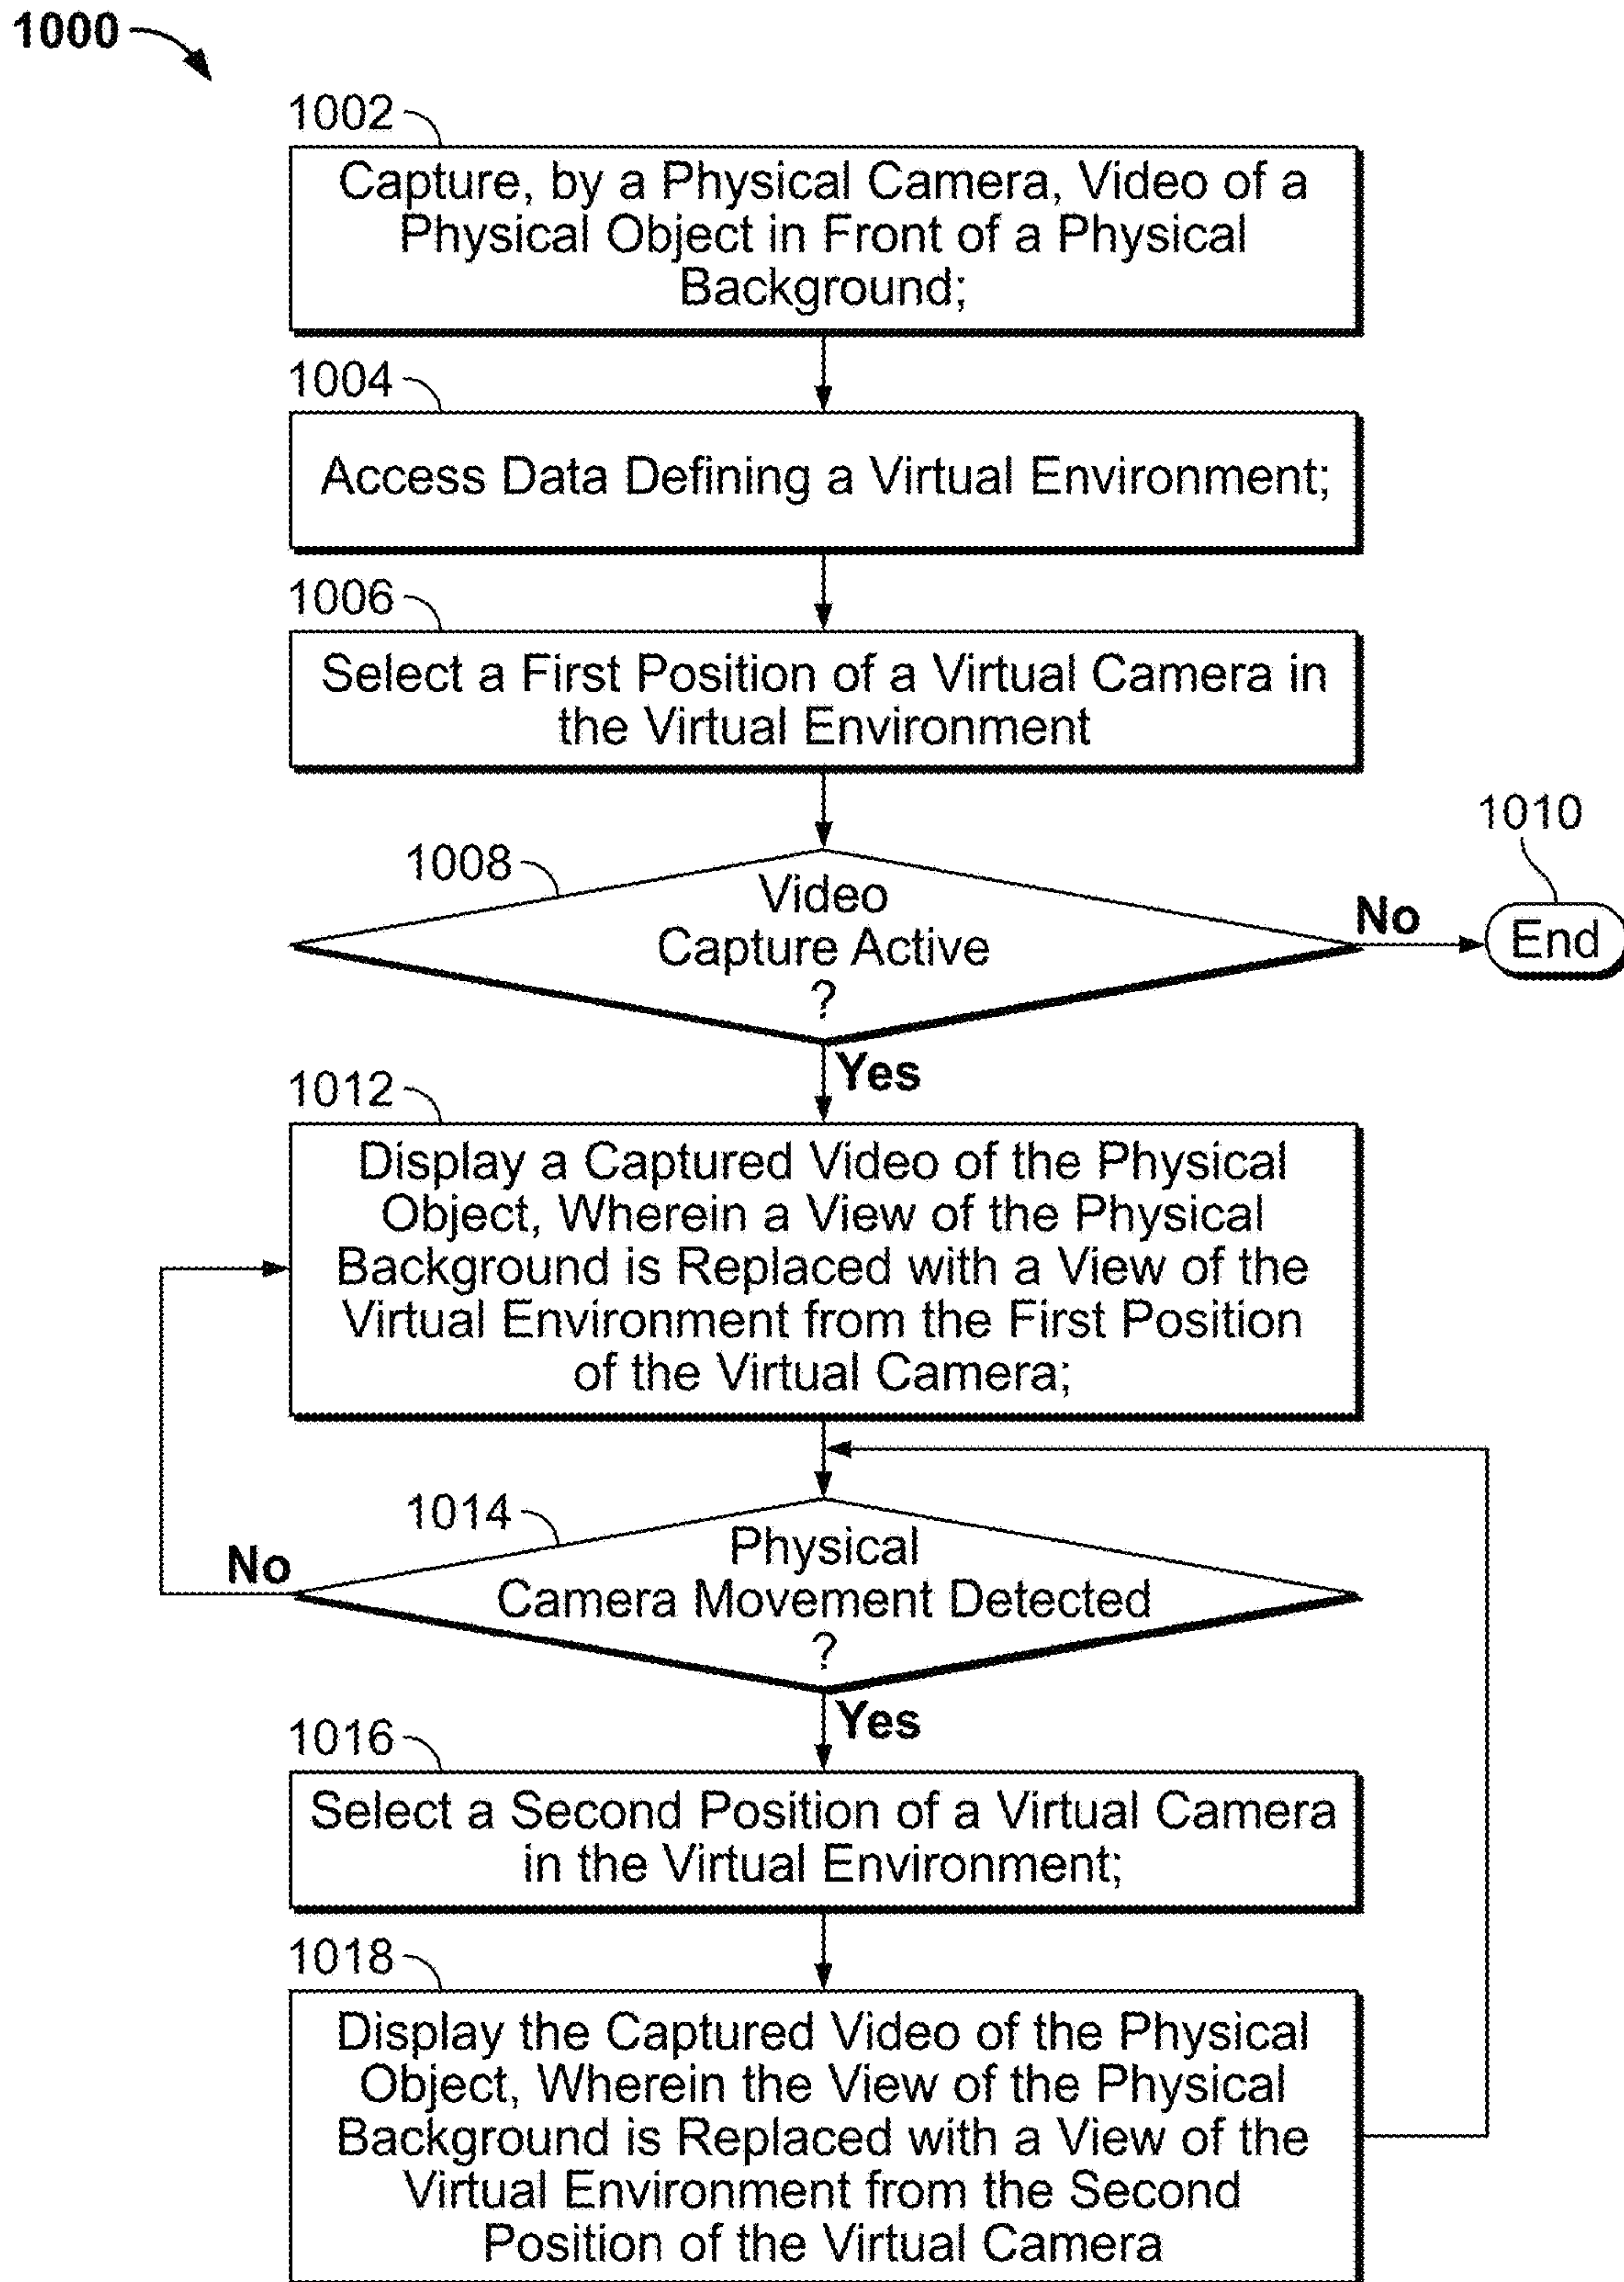 1000
1002
Capture, by a Physical Camera, Video of a
Physical Object in Front of a Physical
Background;
1004
Access Data Defining a Virtual Environment;
1006
Select a First Position of a Virtual Camera in
the Virtual Environment
1008
Video
Capture Active
?
No
1010
End
Yes
1012
Display a Captured Video of the Physical
Object, Wherein a View of the Physical
Background is Replaced with a View of the
Virtual Environment from the First Position
of the Virtual Camera;
1014
Physical
Camera Movement Detected
?
No
Yes
1016
Select a Second Position of a Virtual Camera
in the Virtual Environment;
1018
Display the Captured Video of the Physical
Object, Wherein the View of the Physical
Background is Replaced with a View of the
Virtual Environment from the Second
Position of the Virtual Camera